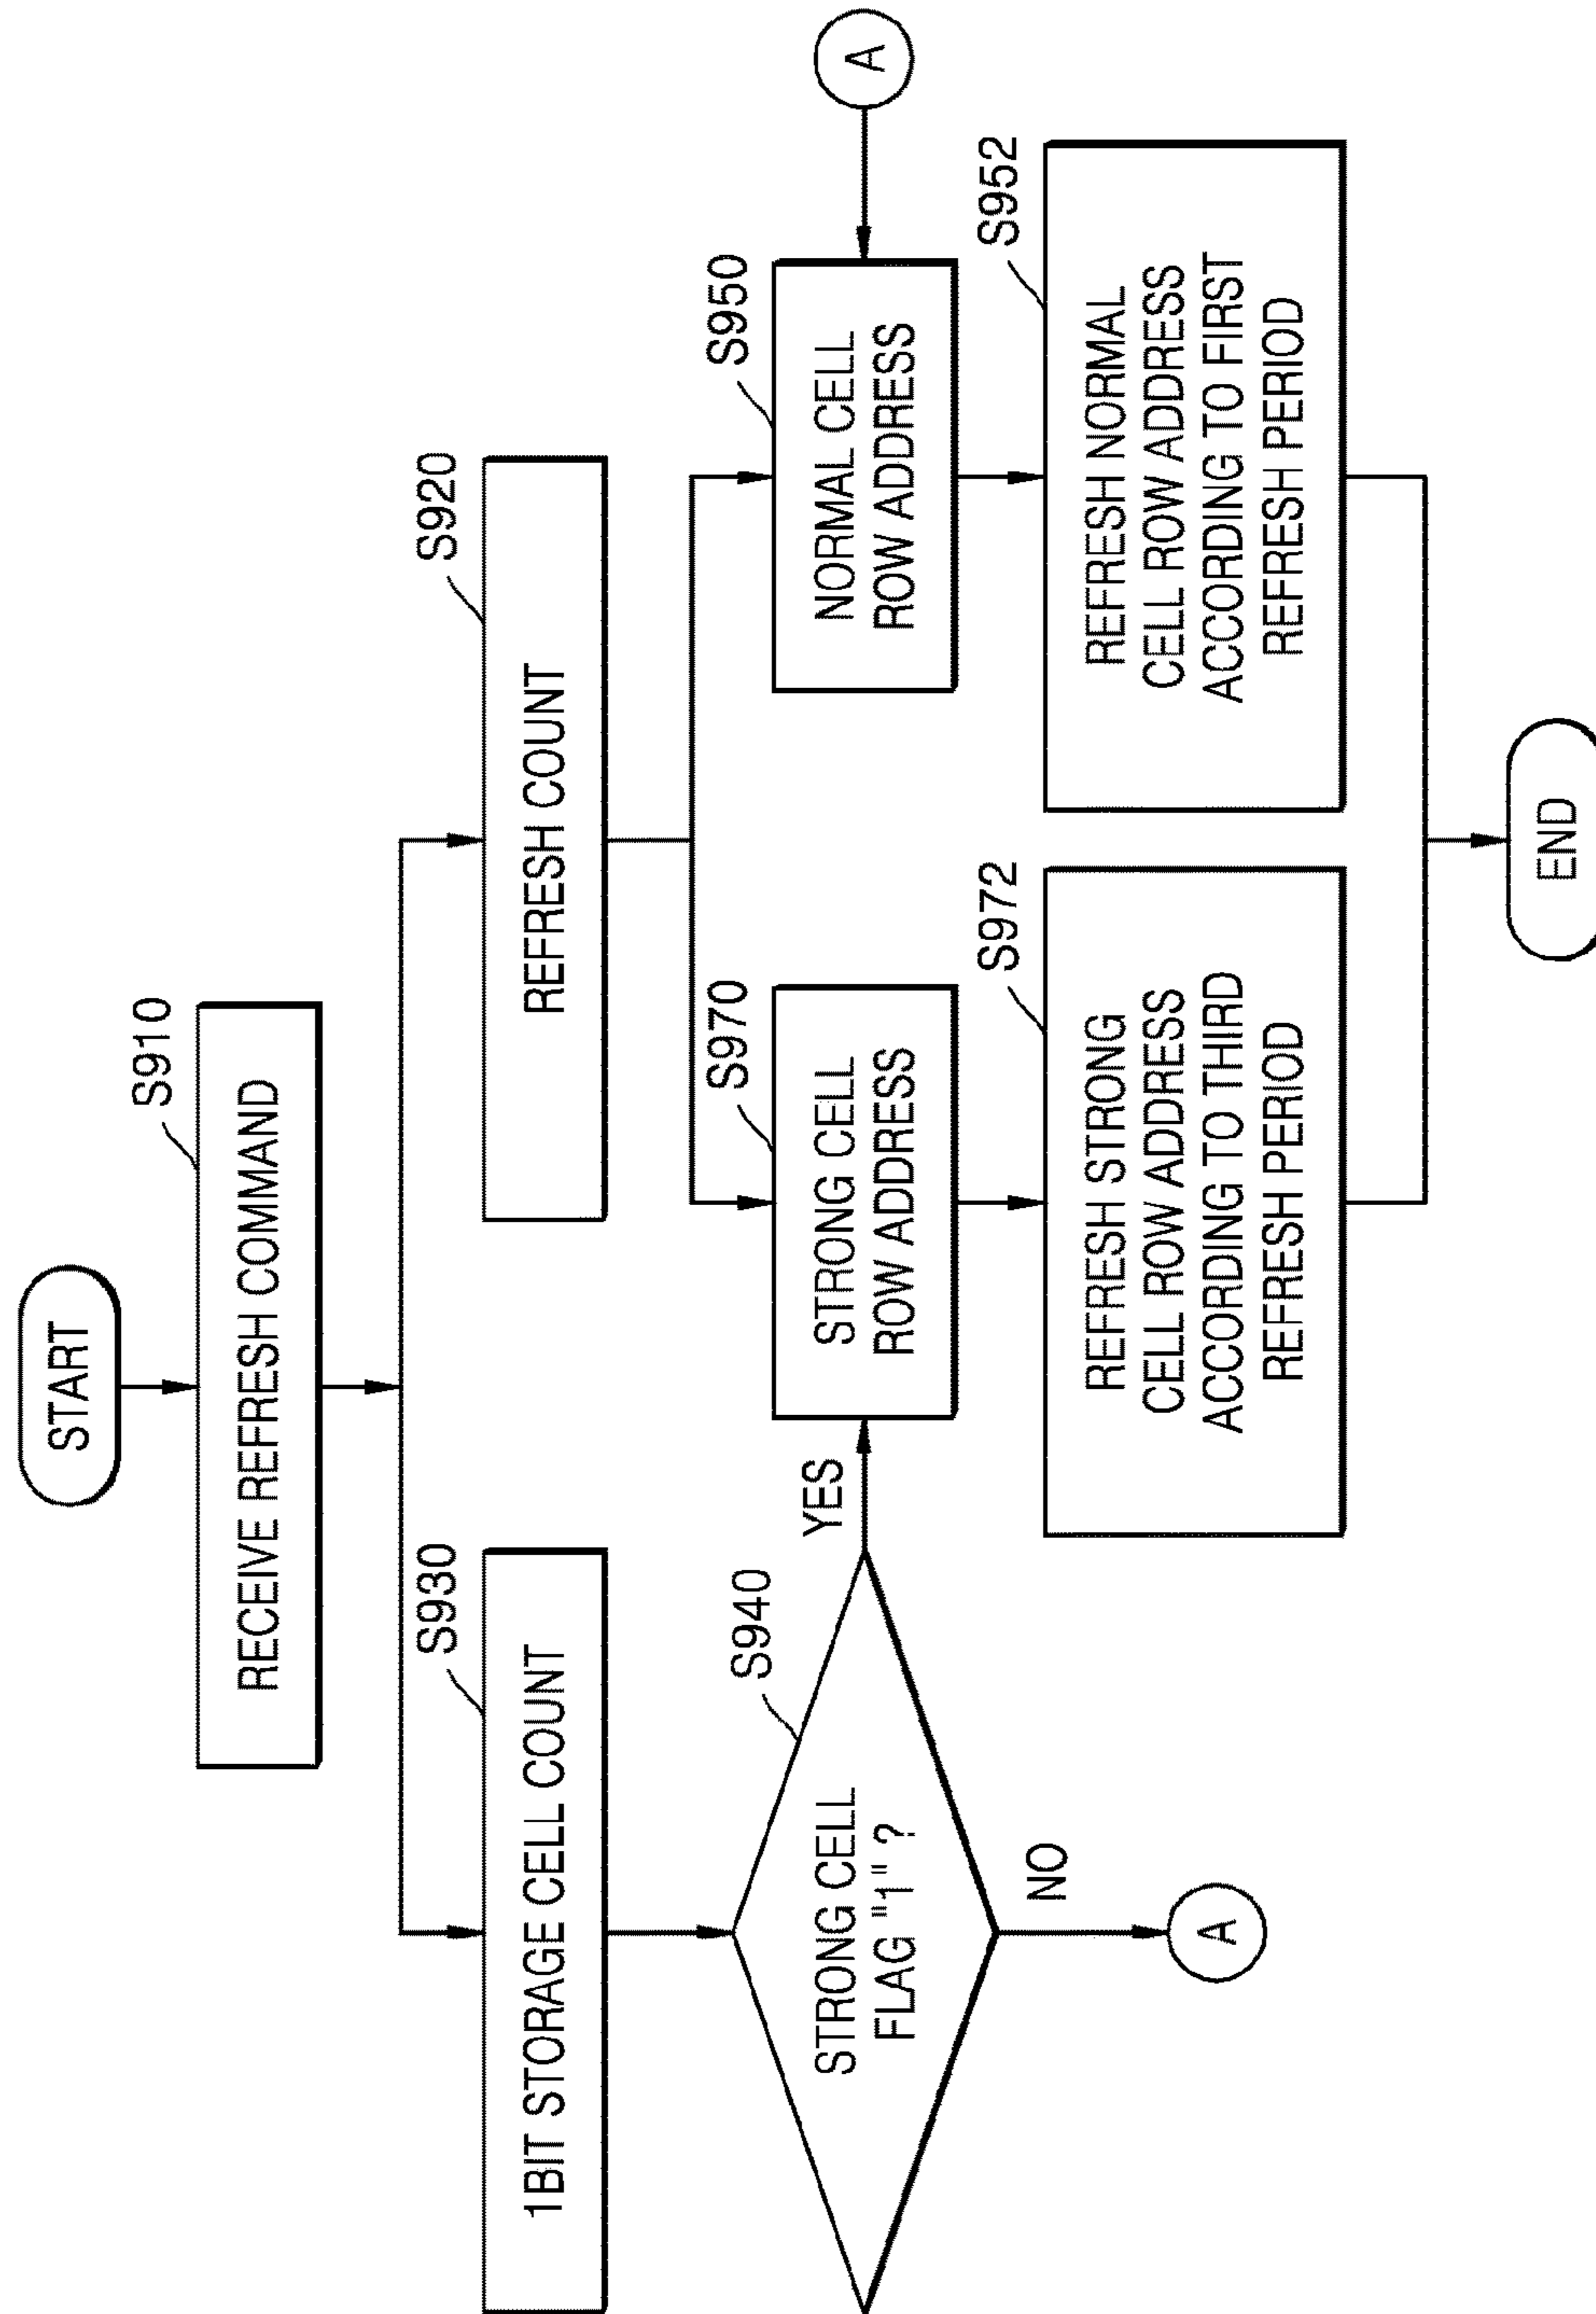 START
S910
RECEIVE REFRESH COMMAND
S930
1BIT STORAGE CELL COUNT
S920
REFRESH COUNT
S940
STRONG CELL
FLAG "1" ?
YES
NO
A
S970
STRONG CELL
ROW ADDRESS
S950
NORMAL CELL
ROW ADDRESS
A
S972
REFRESH STRONG
CELL ROW ADDRESS
ACCORDING TO THIRD
REFRESH PERIOD
S952
REFRESH NORMAL
CELL ROW ADDRESS
ACCORDING TO FIRST
REFRESH PERIOD
END